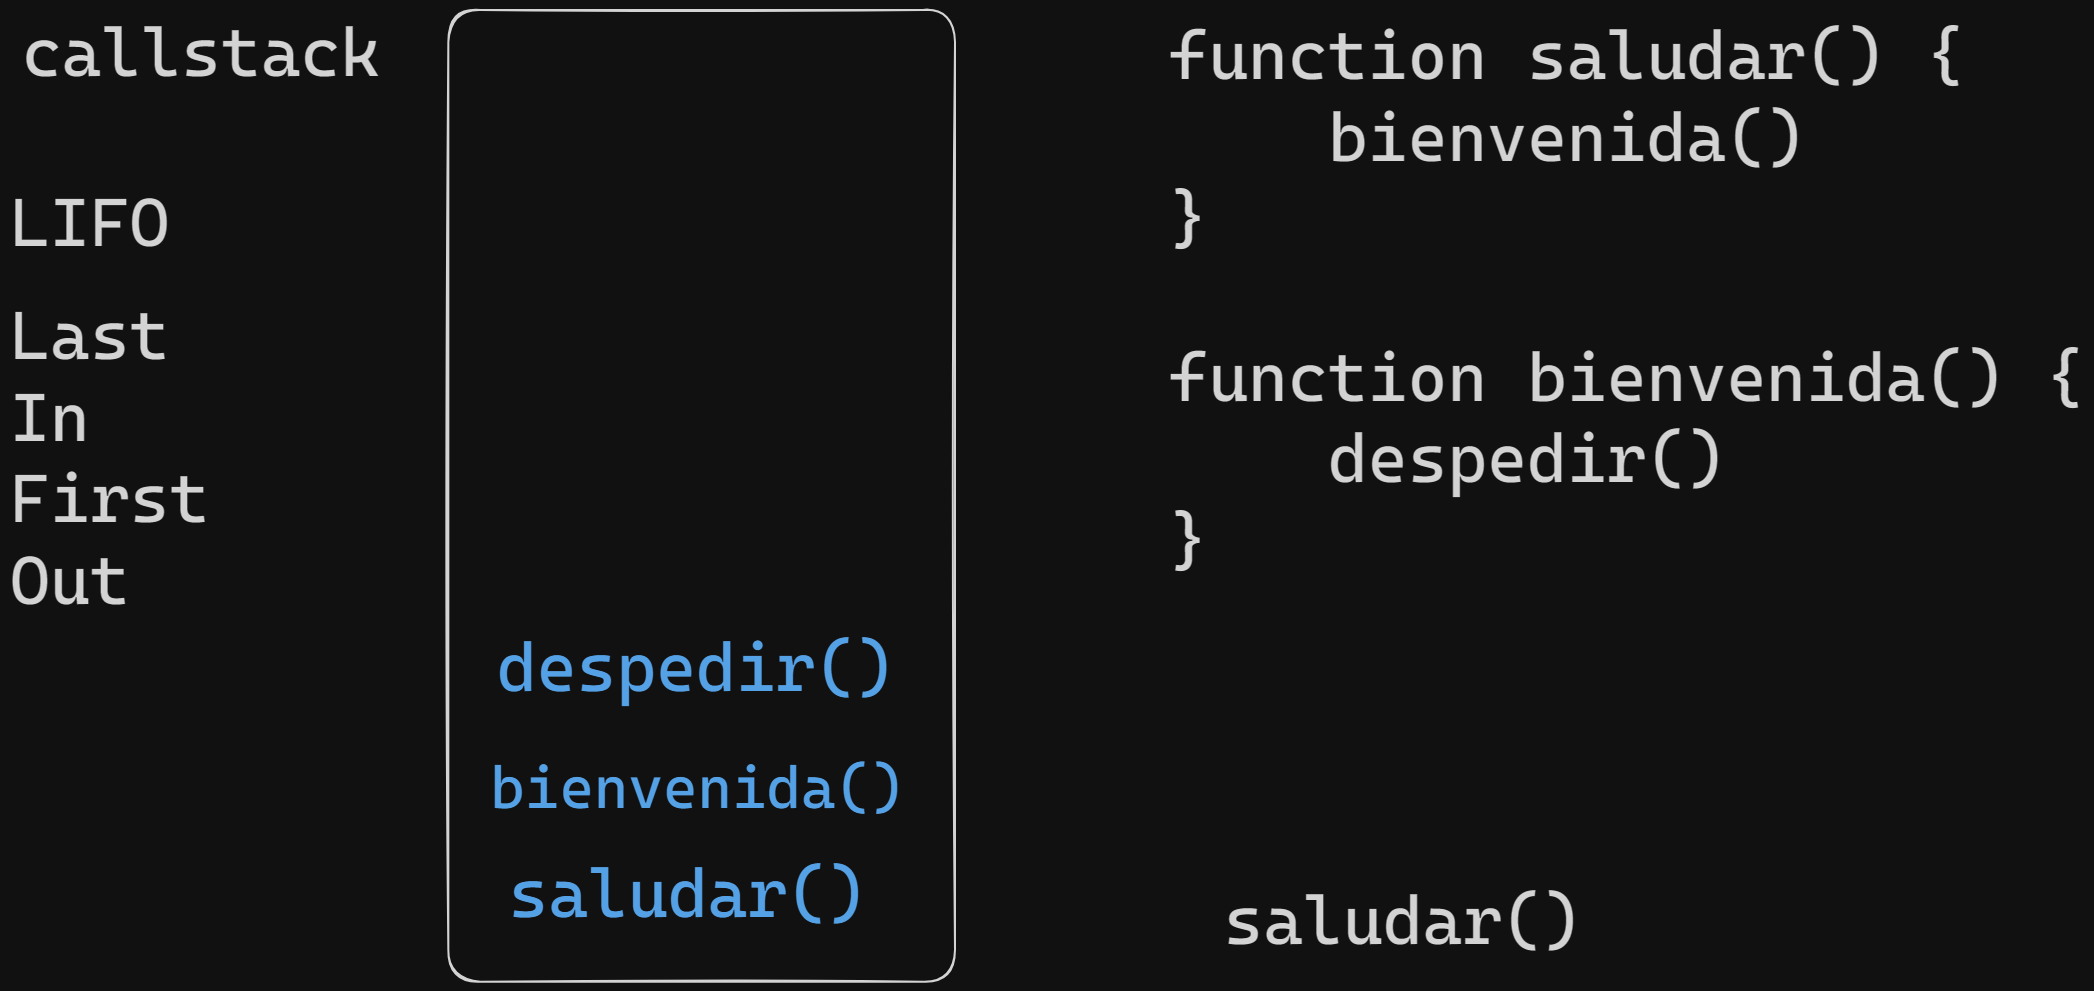 callstack
LIFO
Last
In
First
Out
despedir()
bienvenida()
saludar()
function saludar() {
bienvenida()
}
function bienvenida() {
despedir()
}
saludar()